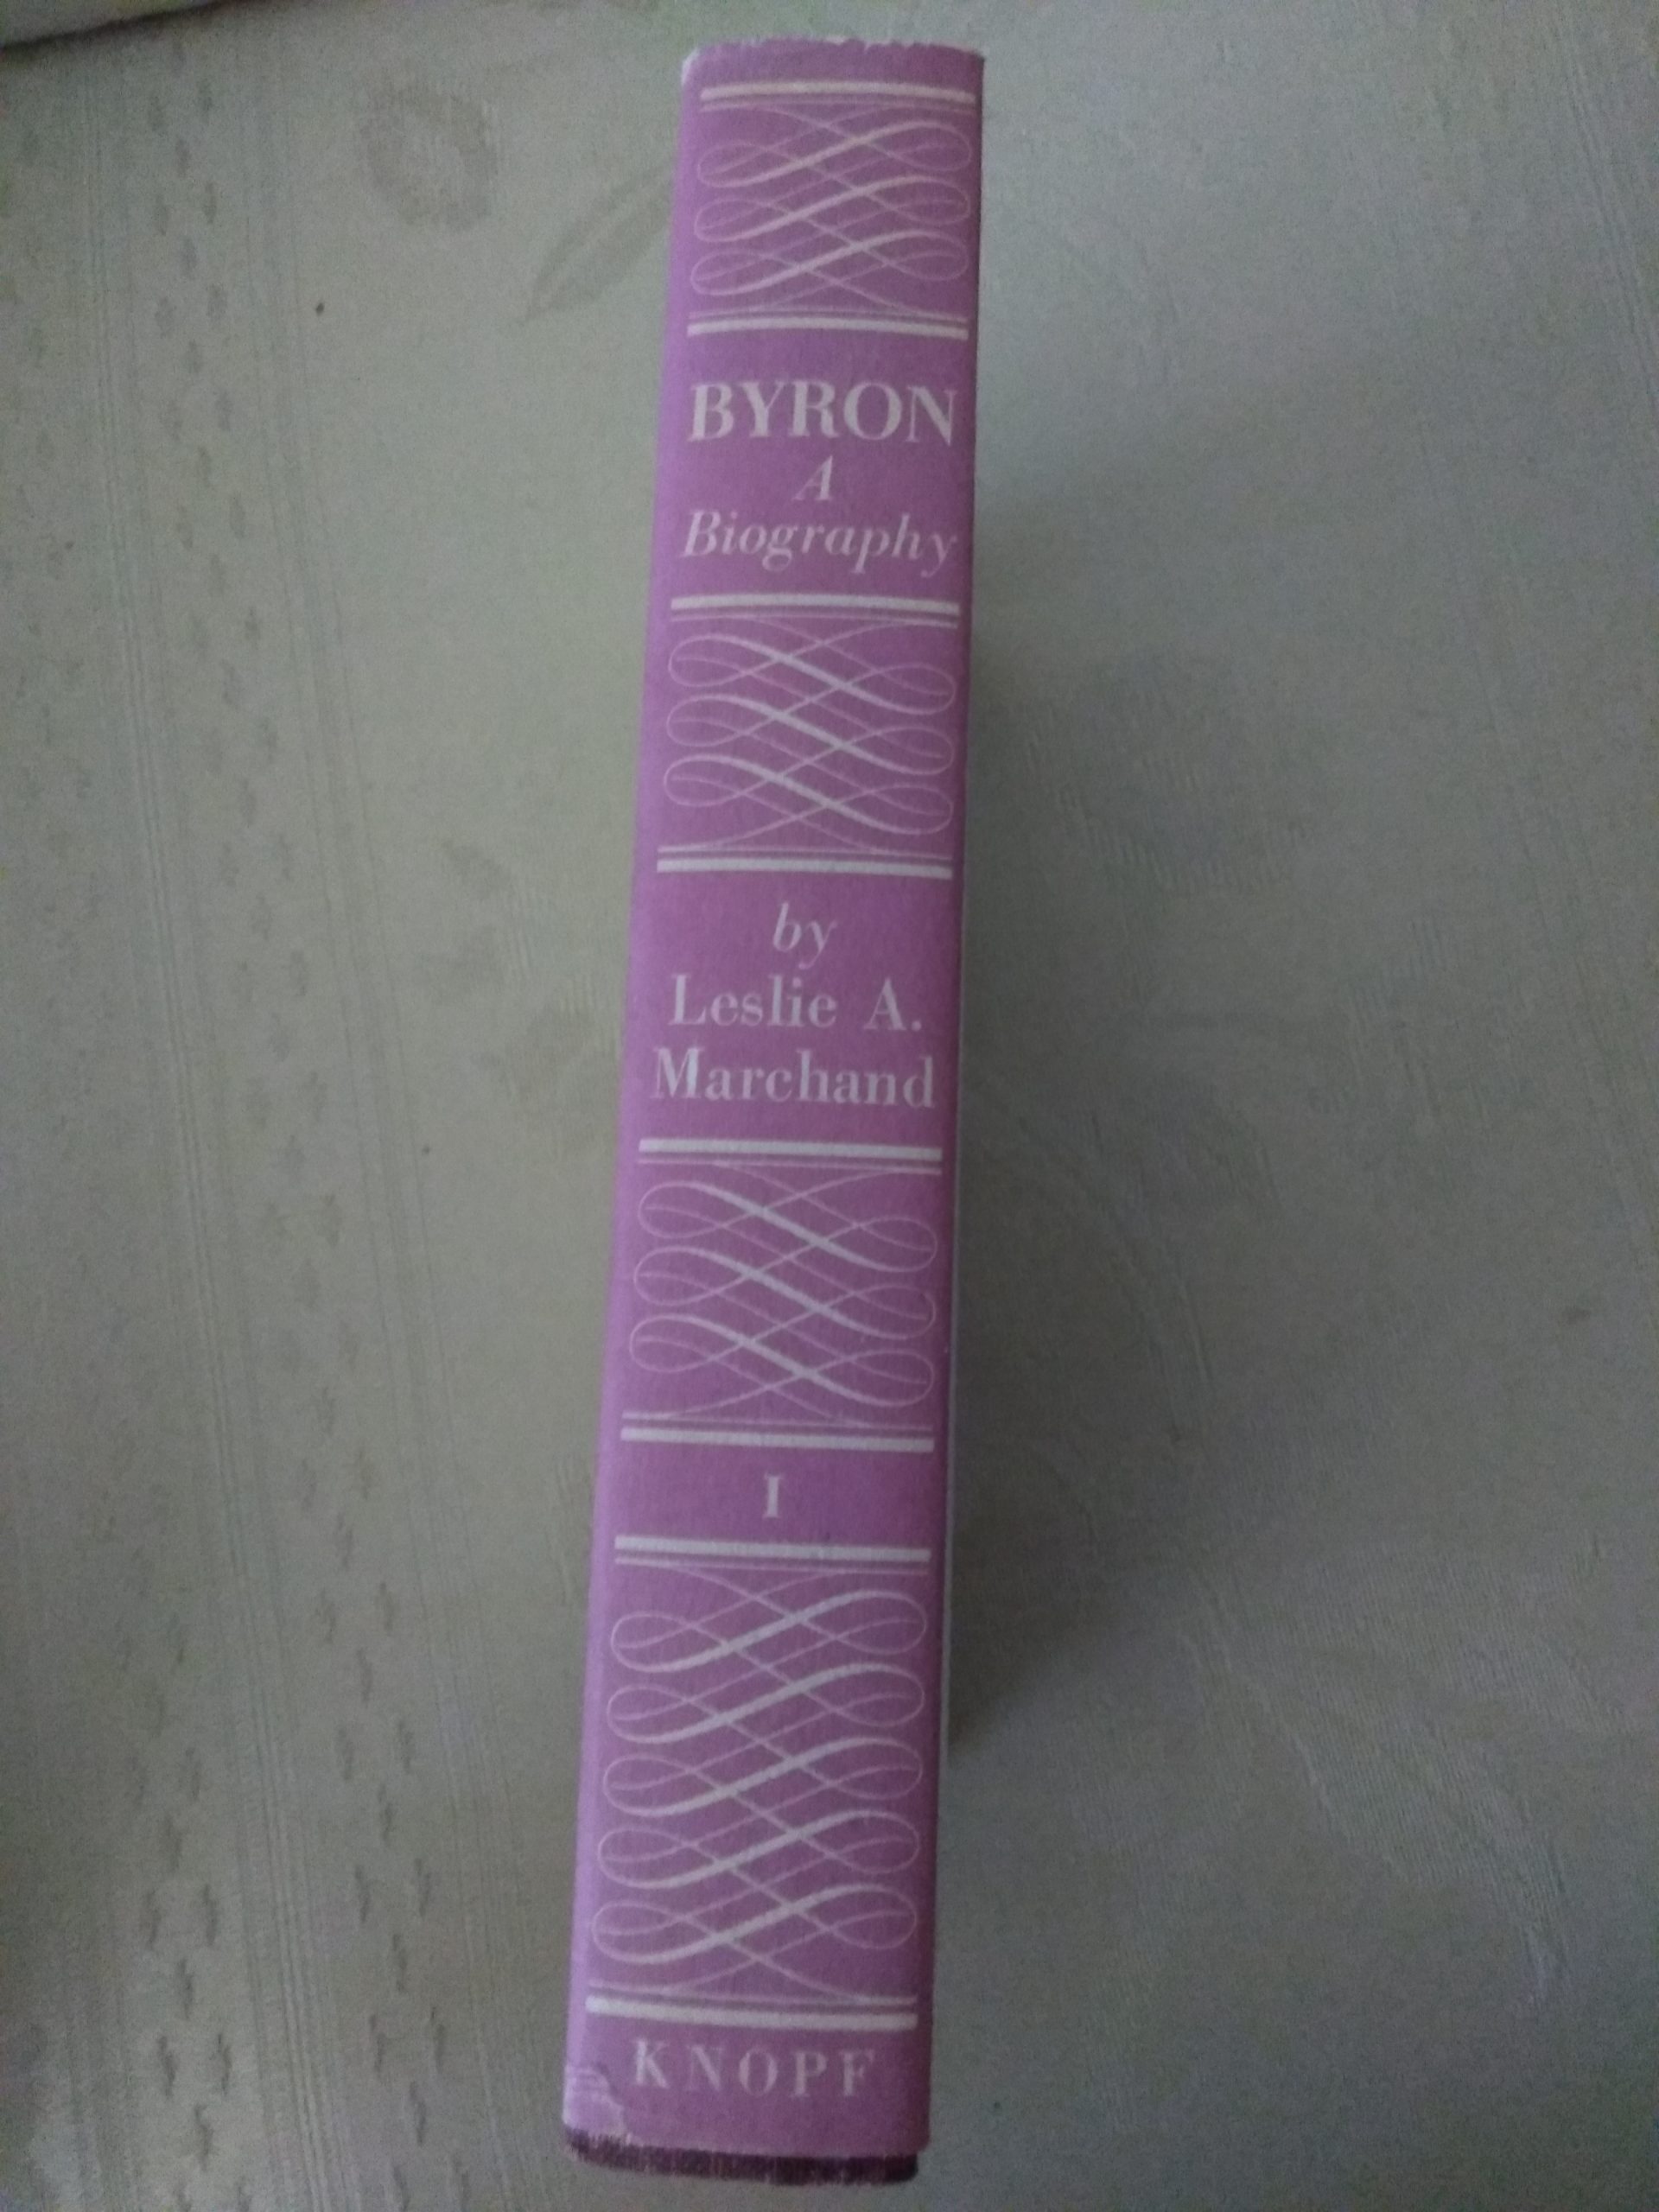 BYRON
A
Biography
by
Leslie A.
Marchand
I
KNOPF